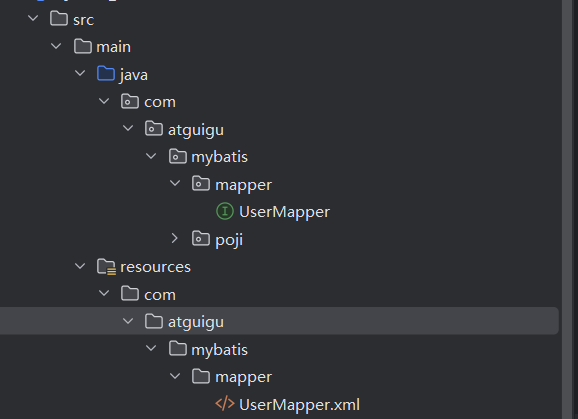 src
main
java
com
atguigu
mybatis
mapper
UserMapper
poji
resources
com
atguigu
mybatis
mapper
UserMapper.xml